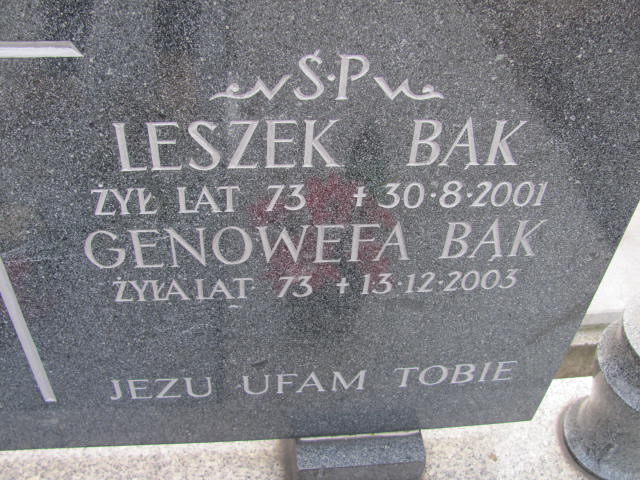 Ś·P
LESZEK BĄK
ŻYŁ LAT 73 + 30·8·2001
GENOWEFA BĄK
ŻYŁA LAT 73 + 13·12·2003
JEZU UFAM TOBIE